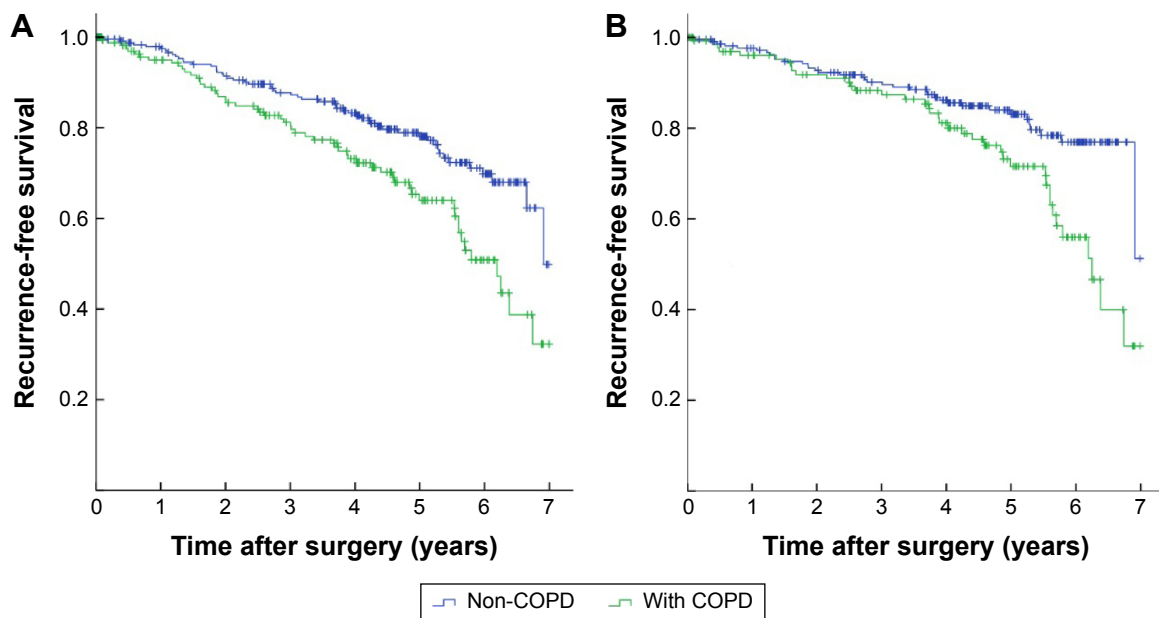 A
Recurrence-free survival
1.0
0.8
0.6
0.4
0.2
0 1 2 3 4 5 6 7
Time after surgery (years)
B
Recurrence-free survival
1.0
0.8
0.6
0.4
0.2
0 1 2 3 4 5 6 7
Time after surgery (years)
Non-COPD With COPD